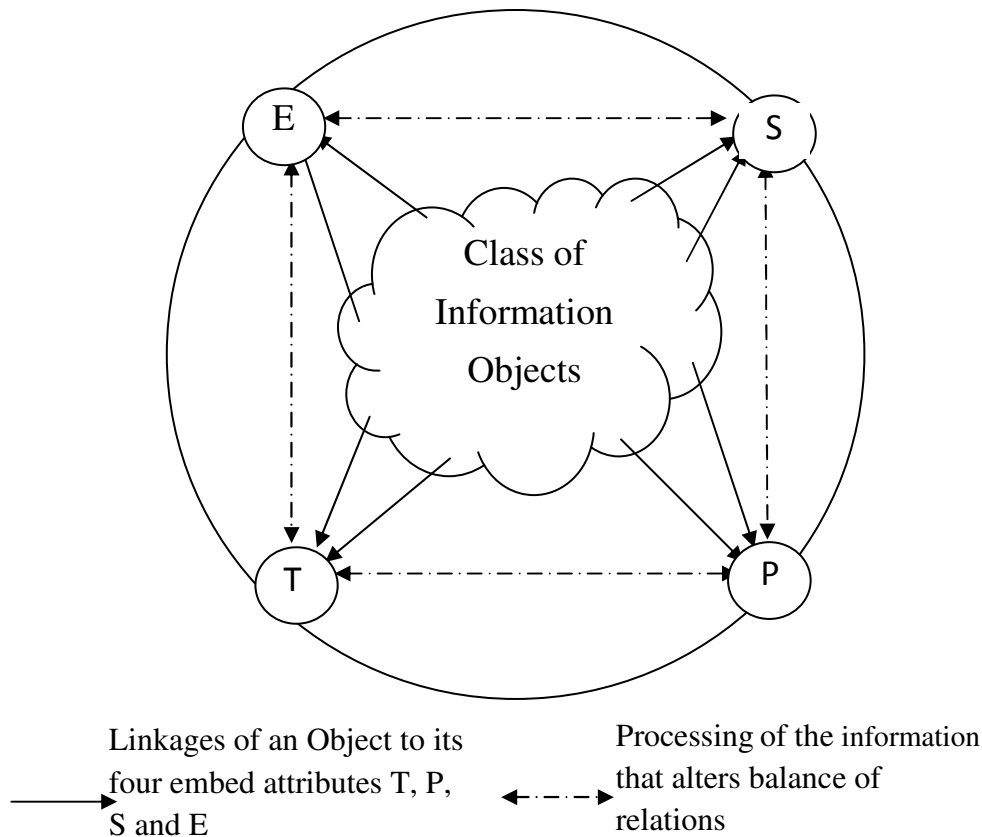 E
S
Class of
Information
Objects
T
P
Linkages of an Object to its
four embed attributes T, P,
S and E
Processing of the information
that alters balance of
relations